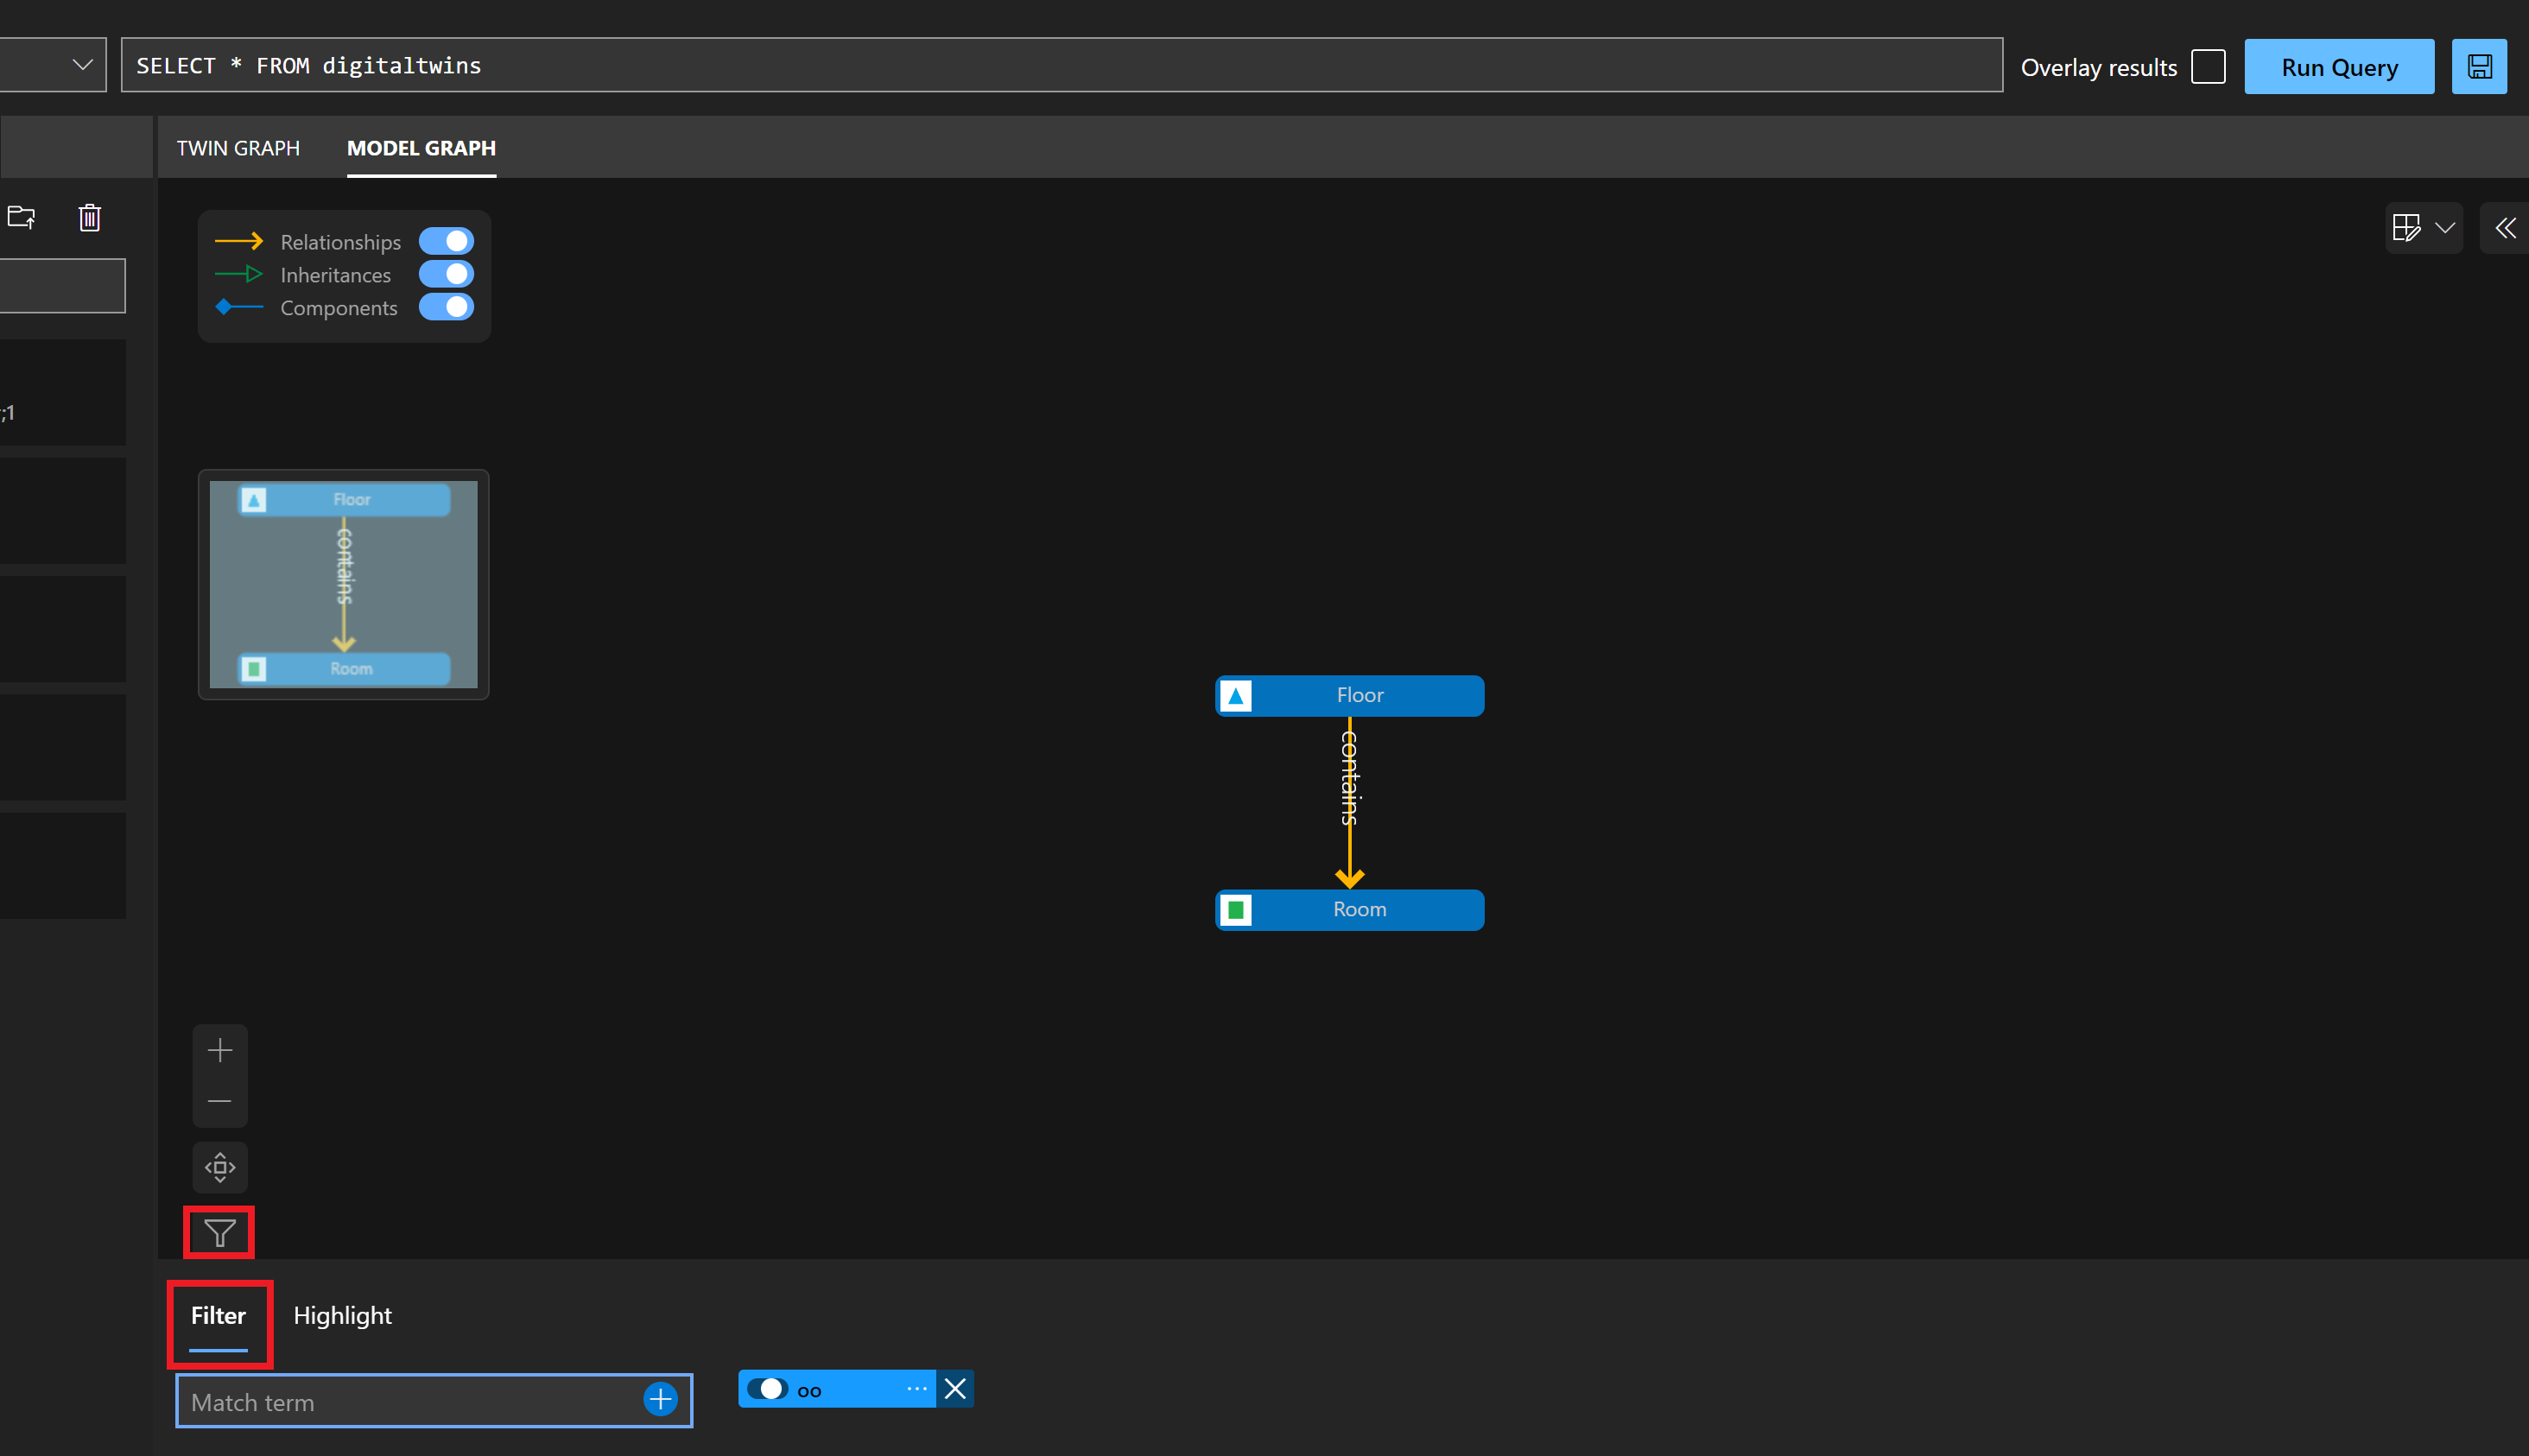 SELECT * FROM digitaltwins
Overlay results
Run Query
TWIN GRAPH
MODEL GRAPH
Relationships
Inheritances
Components
;1
Floor
contains
Room
Floor
contains
Room
Filter
Highlight
Match term
oo